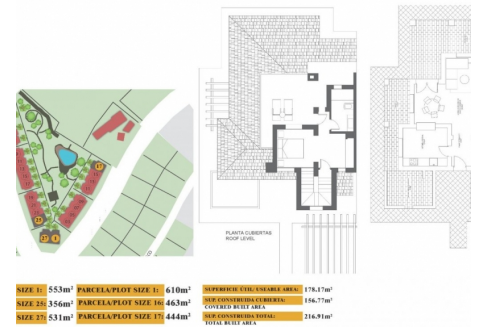 PLANTA CUBIERTAS
ROOF LEVEL
SIZE 1: 553m² PARCELA/PLOT SIZE 1: 610m²
SIZE 25: 356m² PARCELA/PLOT SIZE 16: 463m²
SIZE 27: 531m² PARCELA/PLOT SIZE 17: 444m²
SUPERFICIE ÚTIL/ USEABLE AREA: 178.17m²
SUP. CONSTRUIDA CUBIERTA: 156.77m²
COVERED BUILT AREA
SUP. CONSTRUIDA TOTAL: 216.91m²
TOTAL BUILT AREA